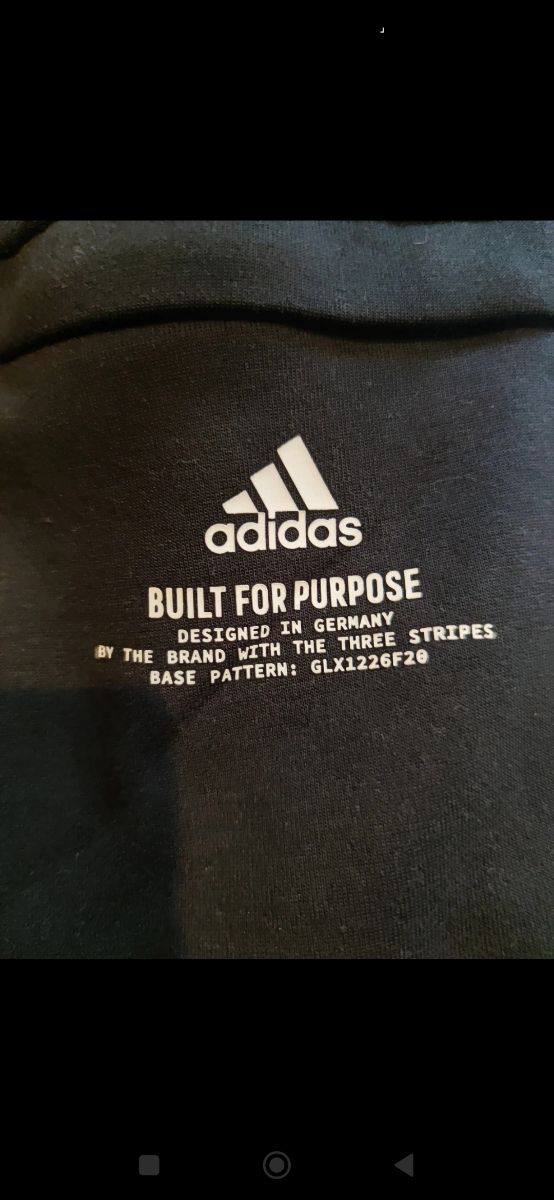 adidas
BUILT FOR PURPOSE
DESIGNED IN GERMANY
BY THE BRAND WITH THE THREE STRIPES
BASE PATTERN: GLX1226F20